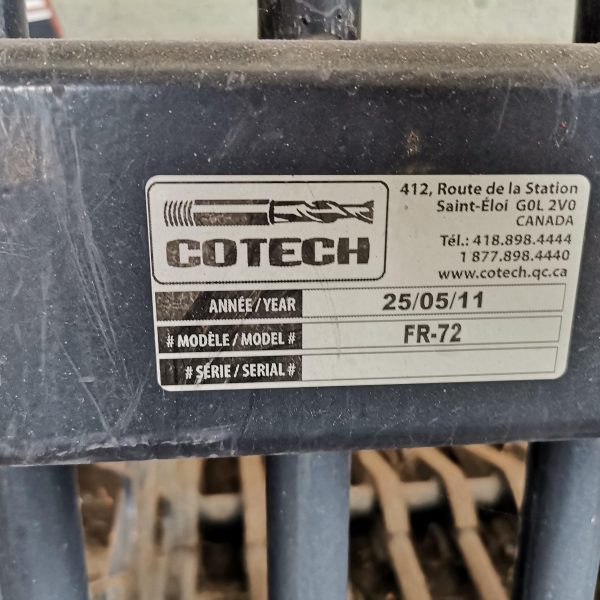 COTECH
412, Route de la Station
Saint-Éloi G0L 2V0
CANADA
Tél.: 418.898.4444
1 877.898.4440
www.cotech.qc.ca
ANNÉE/YEAR 25/05/11
# MODÈLE/MODEL # FR-72
# SÉRIE/SERIAL #